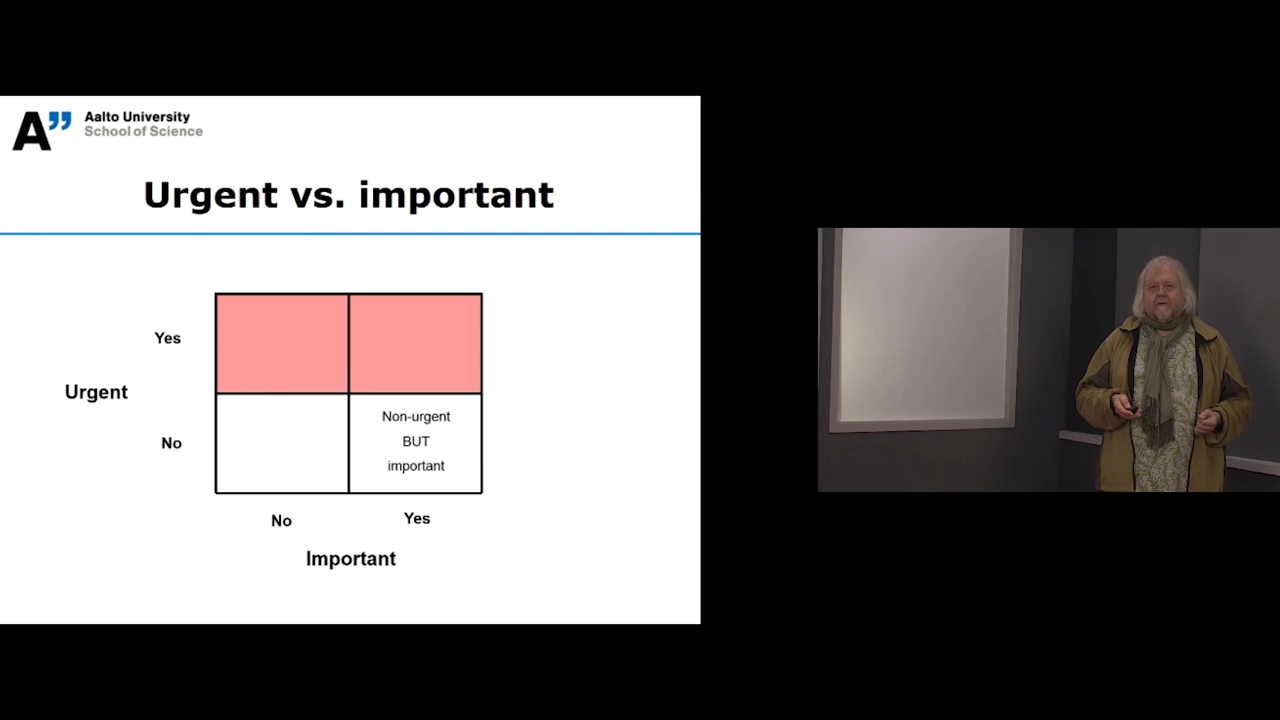 Aalto University
School of Science
Urgent vs. important
Yes
Urgent
No
Non-urgent
BUT
important
No
Yes
Important